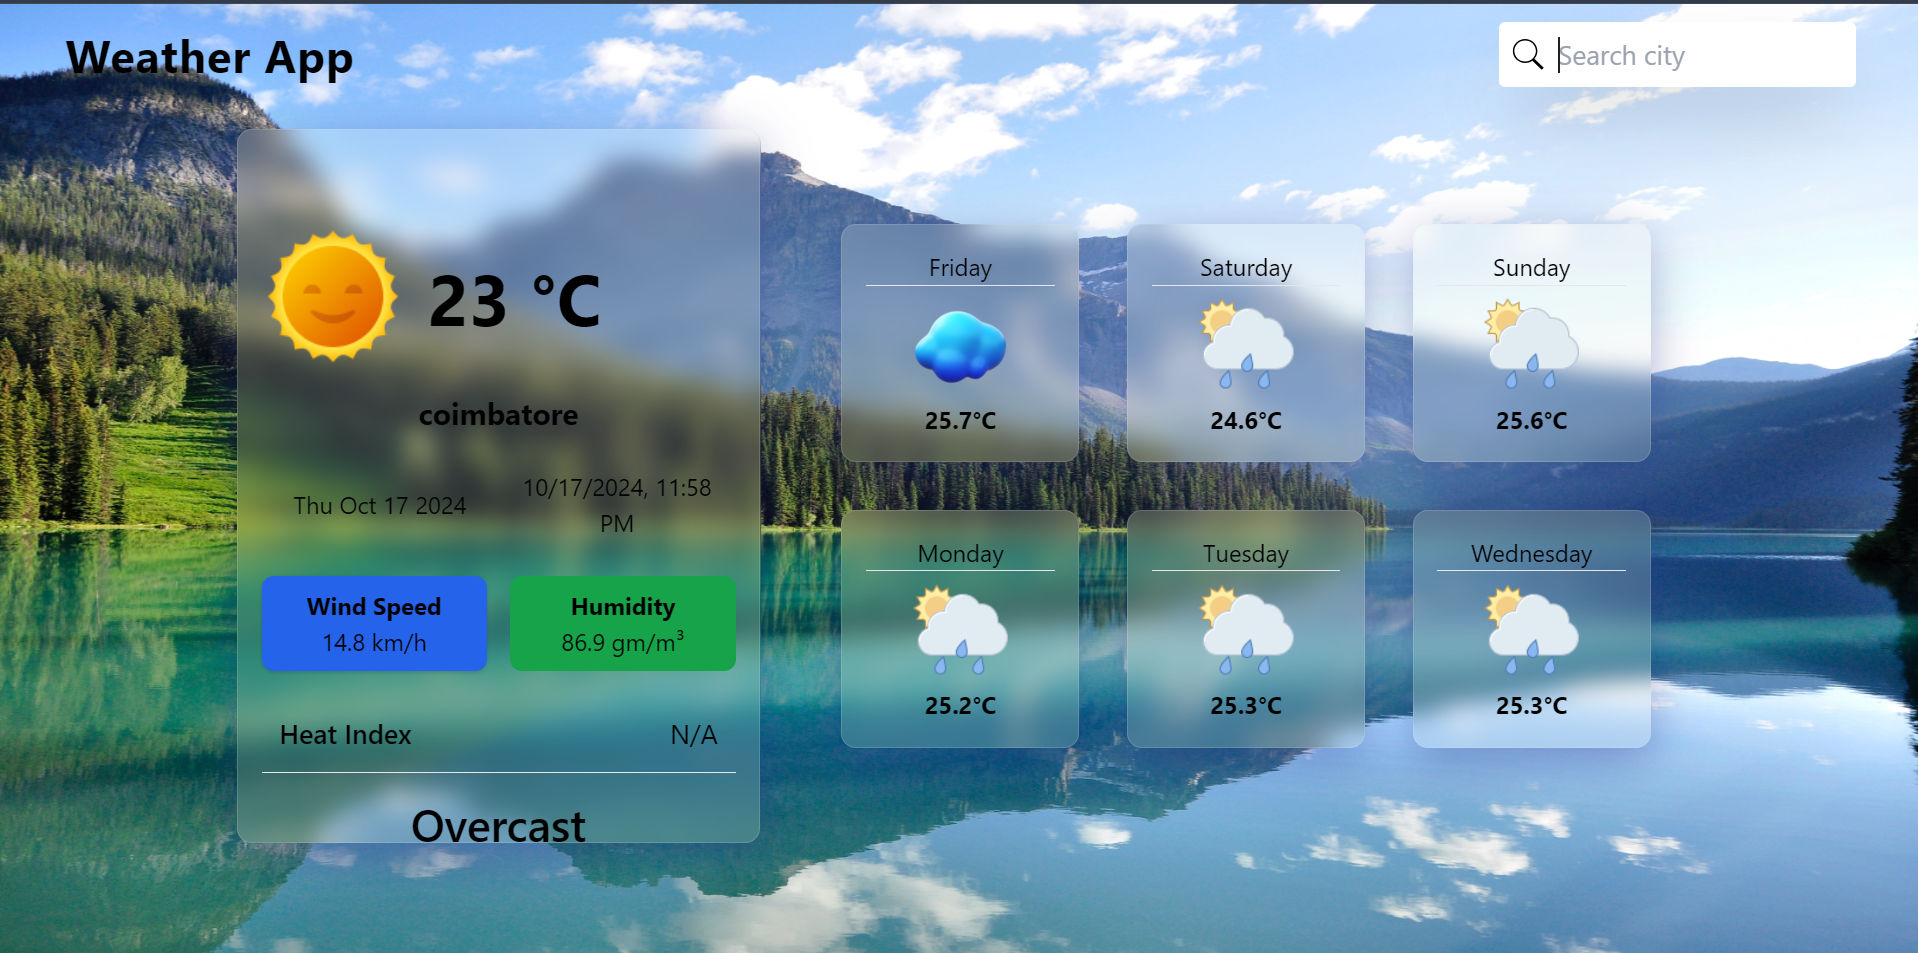 Weather App
Search city
23 °C
coimbatore
Thu Oct 17 2024
10/17/2024, 11:58
PM
Wind Speed
14.8 km/h
Humidity
86.9 gm/m³
Heat Index
N/A
Overcast
Friday
25.7°C
Saturday
24.6°C
Sunday
25.6°C
Monday
25.2°C
Tuesday
25.3°C
Wednesday
25.3°C